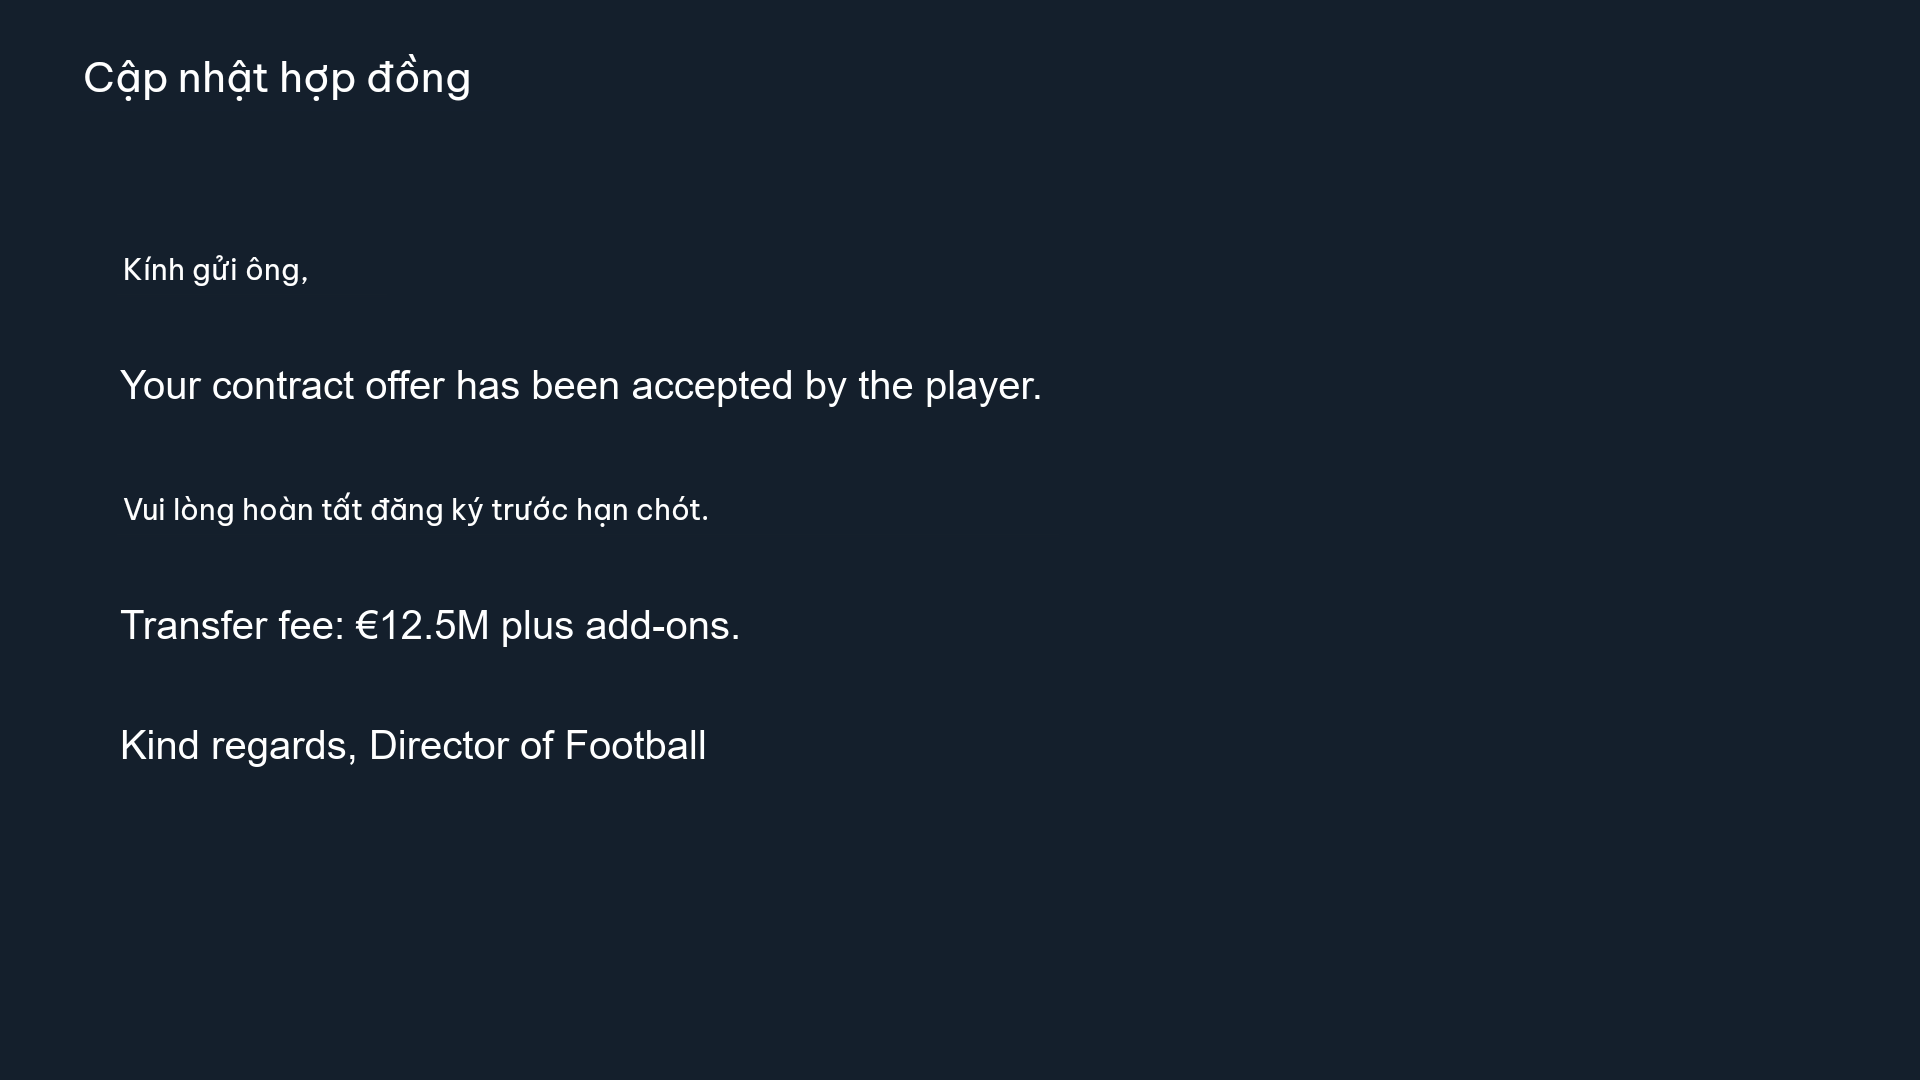 Cập nhật hợp đồng
Kính gửi ông,
Your contract offer has been accepted by the player.
Vui lòng hoàn tất đăng ký trước hạn chót.
Transfer fee: €12.5M plus add-ons.
Kind regards, Director of Football